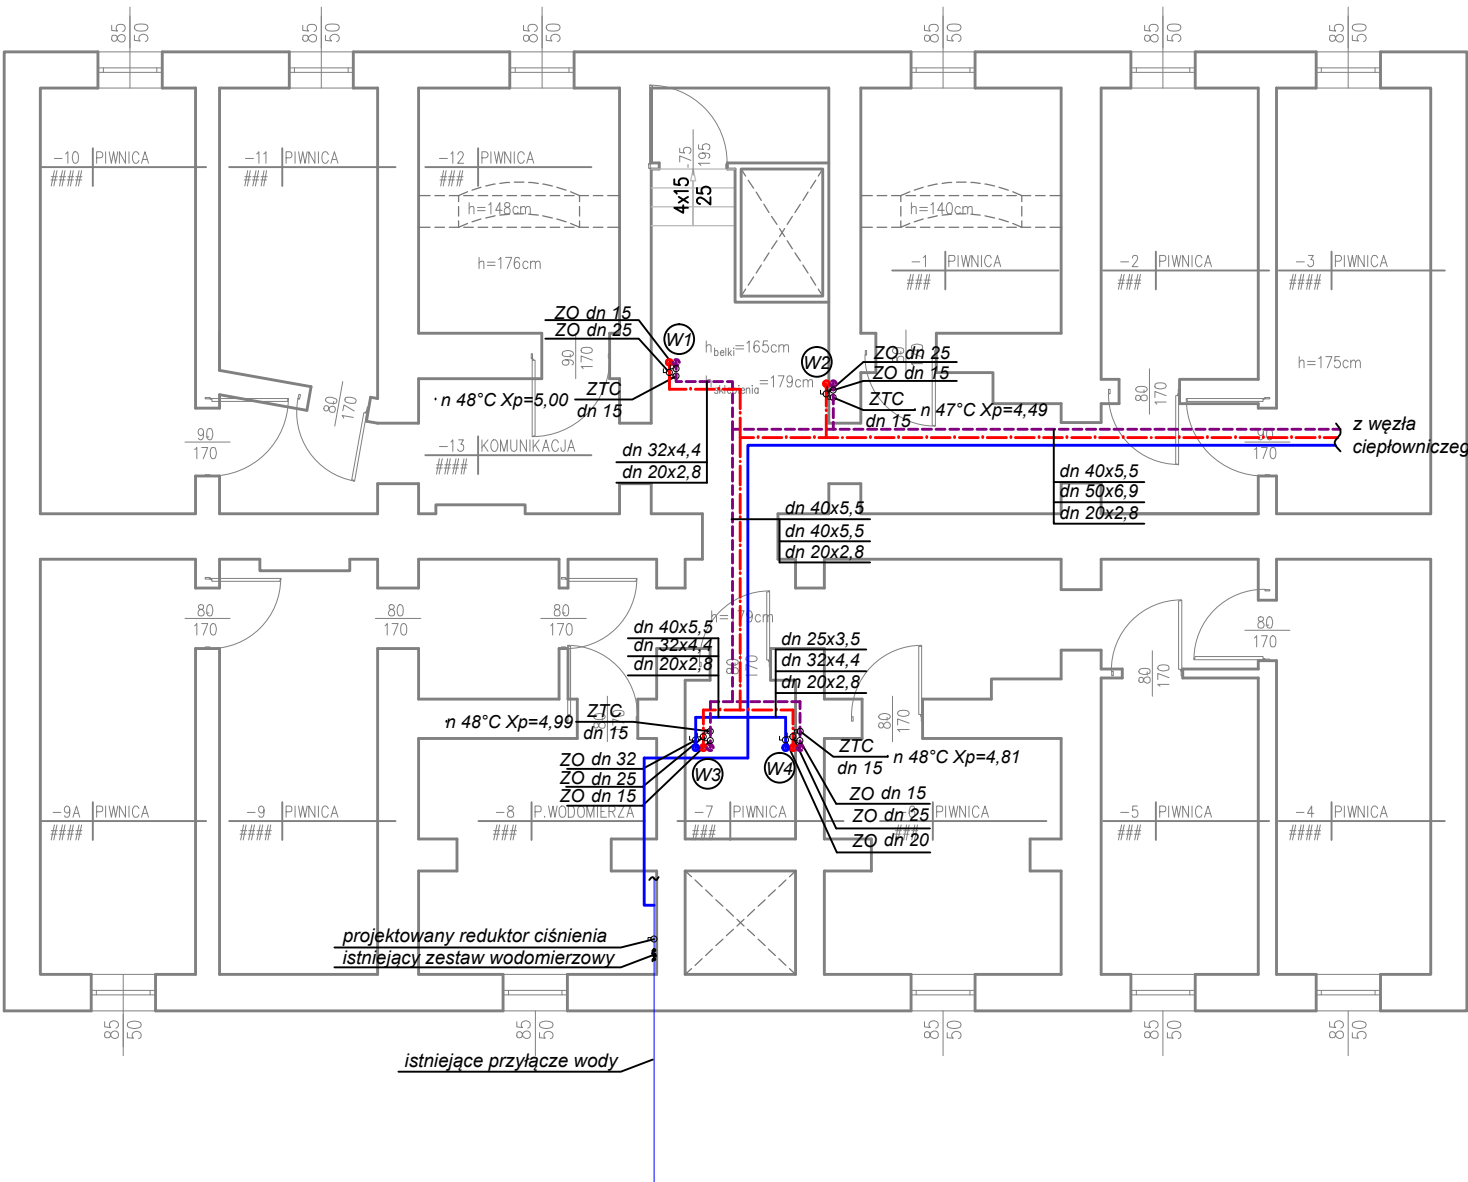 85
50
85
50
85
50
85
50
85
50
85
50
-10 PIWNICA
####
-11 PIWNICA
###
-12 PIWNICA
###
-75
195
4x15
25
h=148cm
h=140cm
h=176cm
-1 PIWNICA
###
-2 PIWNICA
###
-3 PIWNICA
####
ZO dn 15
ZO dn 25
W1
hbelki=165cm
W2
ZO dn 25
ZO dn 15
h=175cm
90
170
=179cm
ZTC
dn 15
n 48°C Xp=5,00
ZTC
dn 15
n 47°C Xp=4,49
80
170
80
170
90
170
-13 KOMUNIKACJA
####
dn 32x4,4
dn 20x2,8
z węzła
ciepłowniczeg
90
170
dn 40x5,5
dn 50x6,9
dn 20x2,8
dn 40x5,5
dn 40x5,5
dn 20x2,8
80
170
80
170
80
170
80
170
dn 40x5,5
dn 32x4,4
dn 20x2,8
80
170
dn 25x3,5
dn 32x4,4
dn 20x2,8
80
170
ZTC
dn 15
n 48°C Xp=4,99
80
170
ZTC
dn 15
n 48°C Xp=4,81
ZO dn 32
ZO dn 25
ZO dn 15
W3
W4
ZO dn 15
ZO dn 25
ZO dn 20
-9A PIWNICA
####
-9 PIWNICA
####
-8 P.WODOMIERZA
###
-7 PIWNICA
###
PIWNICA
###
-5 PIWNICA
###
-4 PIWNICA
####
projektowany reduktor ciśnienia
istniejący zestaw wodomierzowy
85
50
85
50
85
50
85
50
85
50
istniejące przyłącze wody